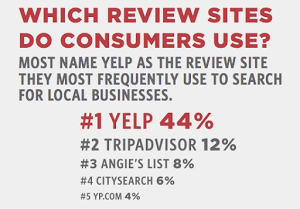 WHICH REVIEW SITES
DO CONSUMERS USE?
MOST NAME YELP AS THE REVIEW SITE
THEY MOST FREQUENTLY USE TO SEARCH
FOR LOCAL BUSINESSES.
#1 YELP 44%
#2 TRIPADVISOR 12%
#3 ANGIE'S LIST 8%
#4 CITYSEARCH 6%
#5 YP.COM 4%